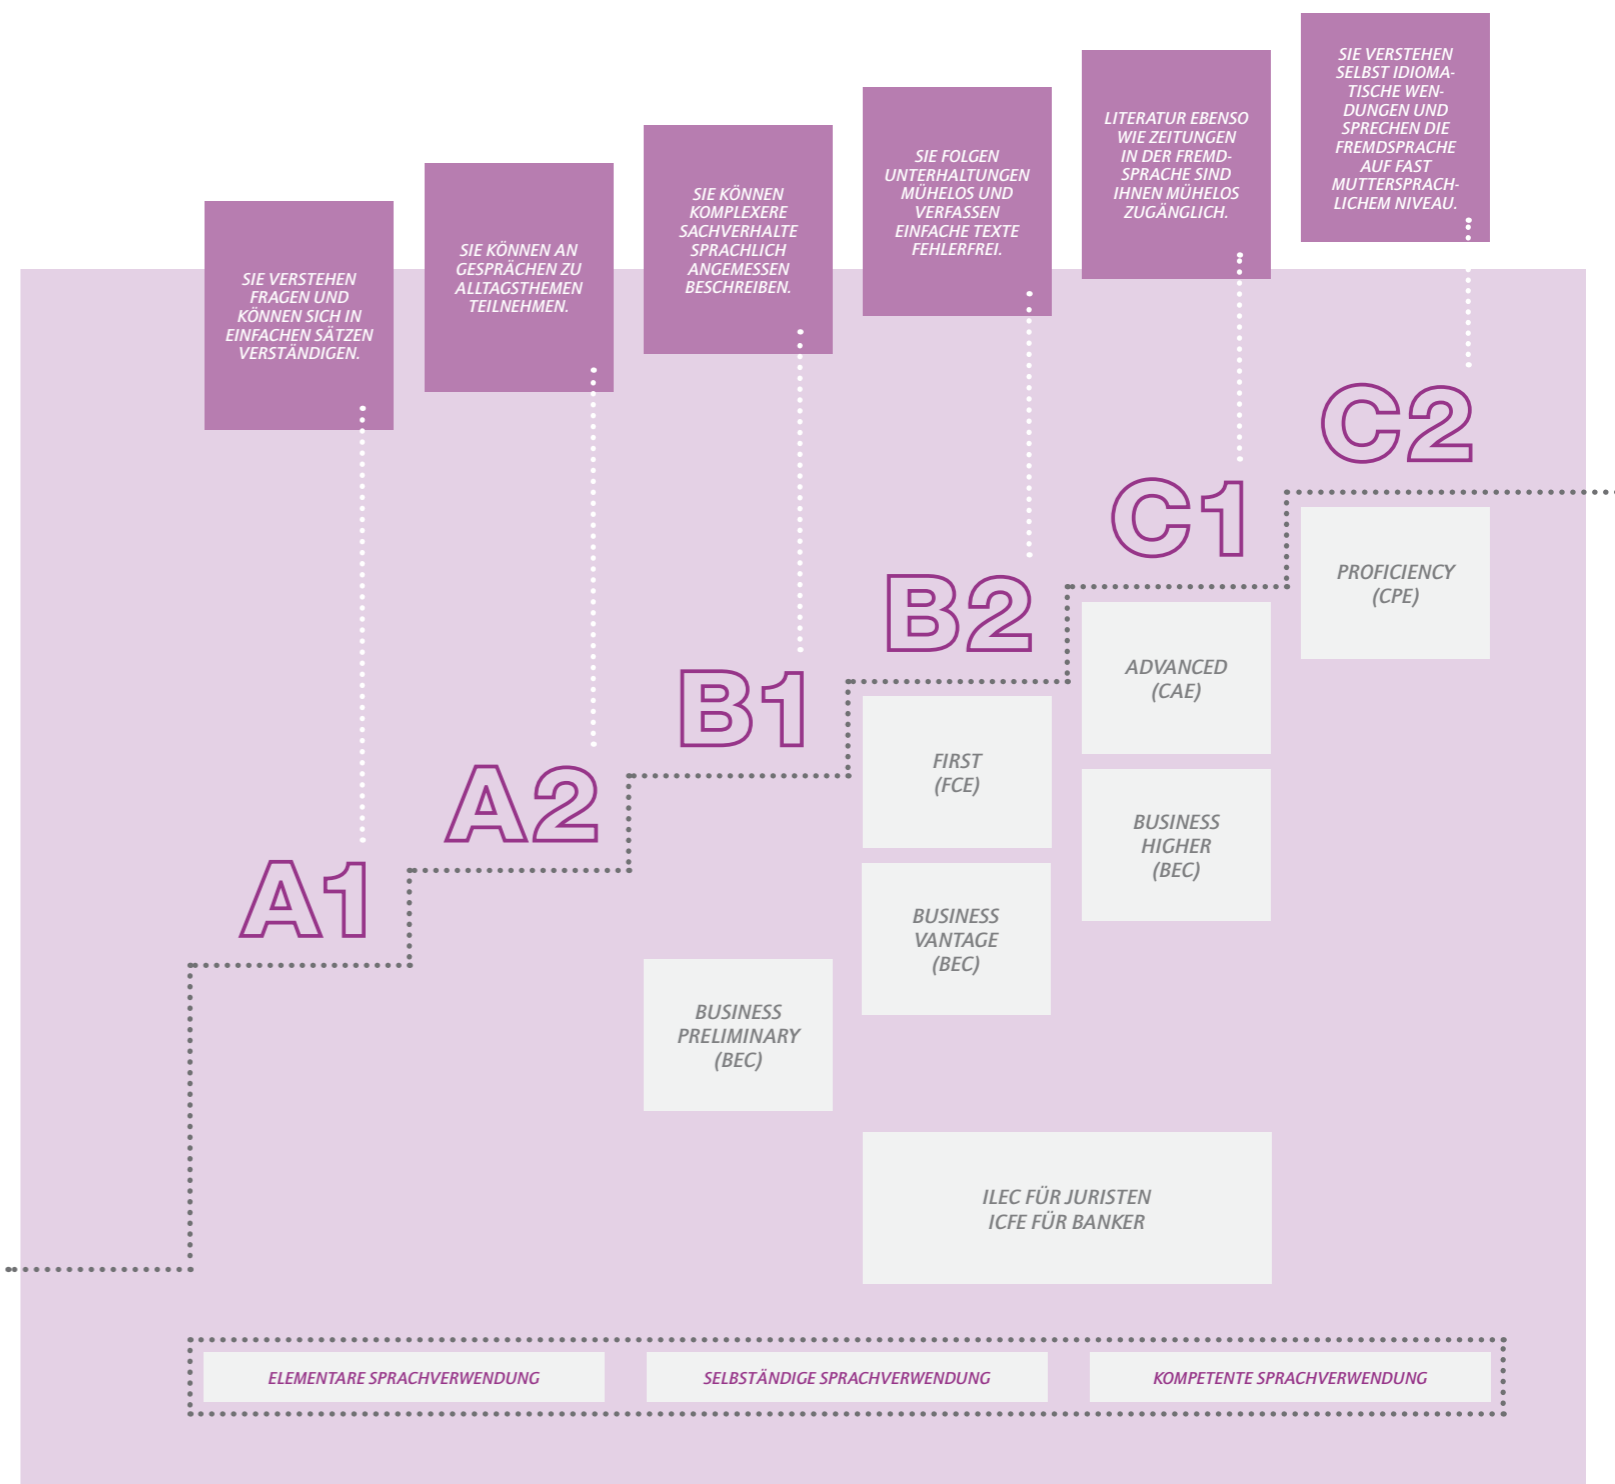 SIE VERSTEHEN
FRAGEN UND
KÖNNEN SICH IN
EINFACHEN SÄTZEN
VERSTÄNDIGEN.
SIE KÖNNEN AN
GESPRÄCHEN ZU
ALLTAGSTHEMEN
TEILNEHMEN.
SIE KÖNNEN
KOMPLEXERE
SACHVERHALTE
SPRACHLICH
ANGEMESSEN
BESCHREIBEN.
SIE FOLGEN
UNTERHALTUNGEN
MÜHELOS UND
VERFASSEN
EINFACHE TEXTE
FEHLERFREI.
LITERATUR EBENSO
WIE ZEITUNGEN
IN DER FREMD-
SPRACHE SIND
IHNEN MÜHELOS
ZUGÄNGLICH.
SIE VERSTEHEN
SELBST IDIOMA-
TISCHE WEN-
DUNGEN UND
SPRECHEN DIE
FREMDSPRACHE
AUF FAST
MUTTERSPRACH-
LICHEM NIVEAU.
A1
A2
B1
B2
C1
C2
BUSINESS
PRELIMINARY
(BEC)
FIRST
(FCE)
BUSINESS
VANTAGE
(BEC)
ADVANCED
(CAE)
BUSINESS
HIGHER
(BEC)
PROFICIENCY
(CPE)
ILEC FÜR JURISTEN
ICFE FÜR BANKER
ELEMENTARE SPRACHVERWENDUNG
SELBSTÄNDIGE SPRACHVERWENDUNG
KOMPETENTE SPRACHVERWENDUNG